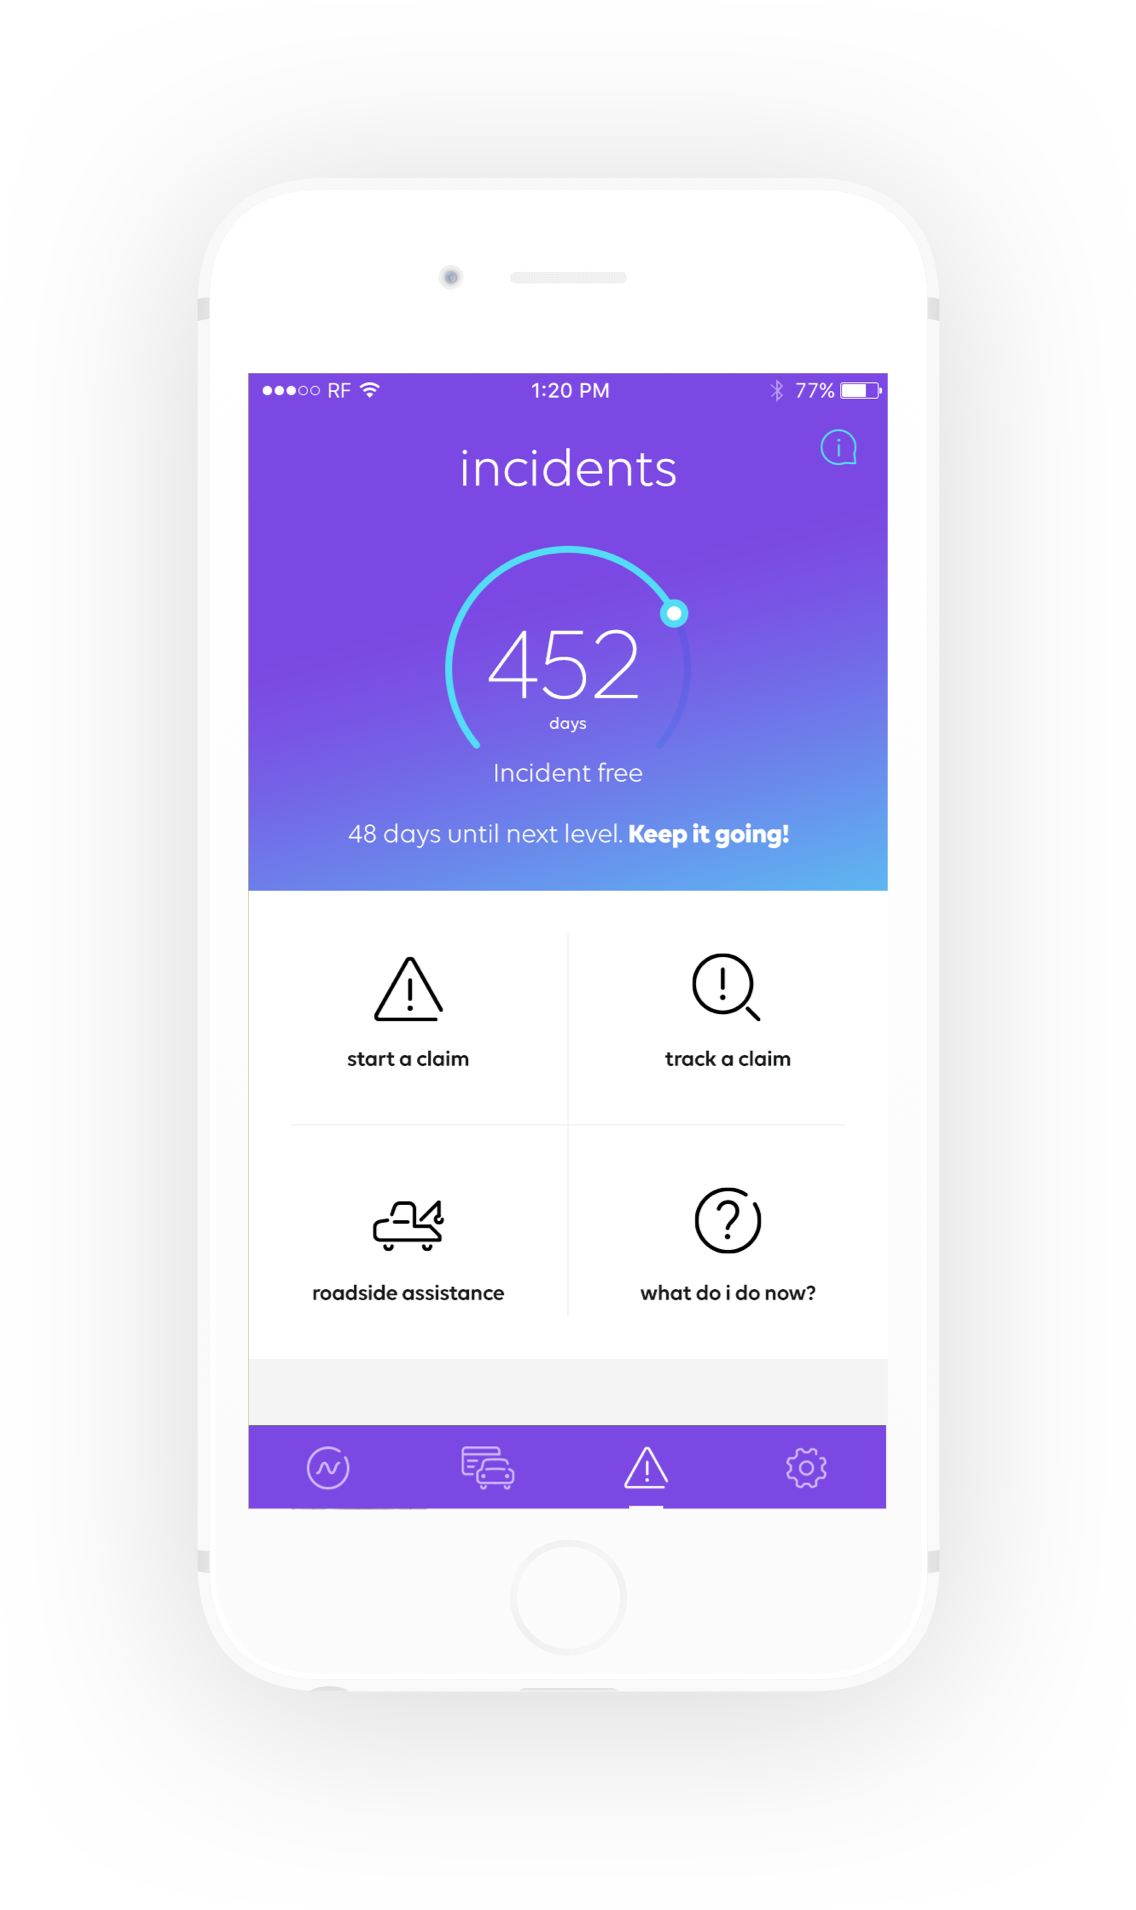 RF 1:20 PM 77%
incidents
452
days
Incident free
48 days until next level. Keep it going!
start a claim
track a claim
roadside assistance
what do i do now?